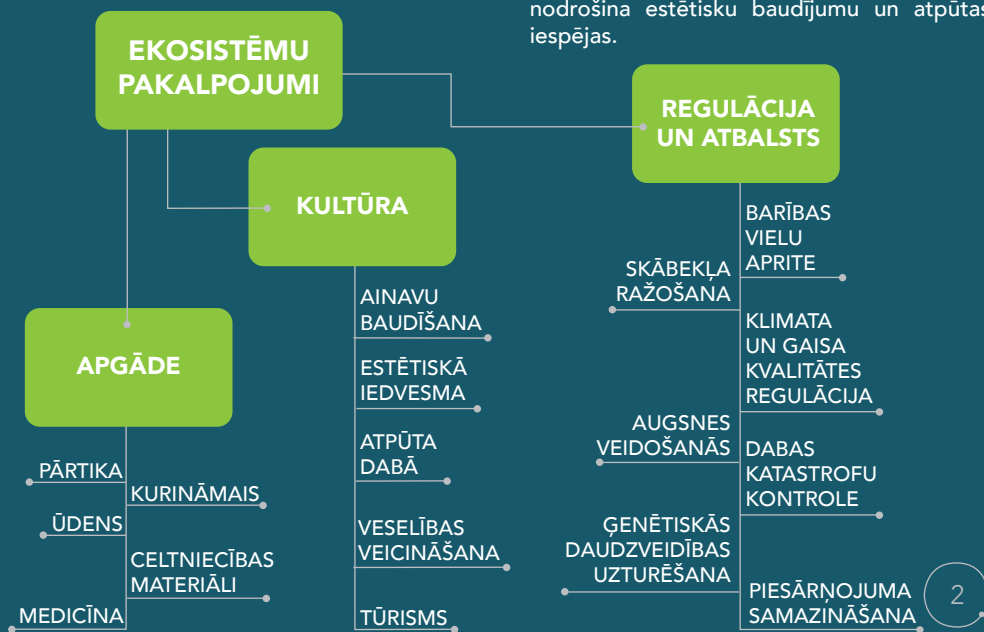 nodrošina estētisku baudījumu un atpūtas
iespējas.
EKOSISTĒMU
PAKALPOJUMI
REGULĀCIJA
UN ATBALSTS
KULTŪRA
APGĀDE
PĀRTIKA
KURINĀMAIS
ŪDENS
CELTNIECĪBAS
MATERIĀLI
MEDICĪNA
AINAVU
BAUDĪŠANA
ESTĒTISKĀ
IEDVESMA
ATPŪTA
DABĀ
VESELĪBAS
VEICINĀŠANA
TŪRISMS
BARĪBAS
VIELU
APRITE
SKĀBEKĻA
RAŽOŠANA
KLIMATA
UN GAISA
KVALITĀTES
REGULĀCIJA
AUGSNES
VEIDOŠANĀS
DABAS
KATASTROFU
KONTROLE
ĢENĒTISKĀS
DAUDZVEIDĪBAS
UZTURĒŠANA
PIESĀRŅOJUMA
SAMAZINĀŠANA
2